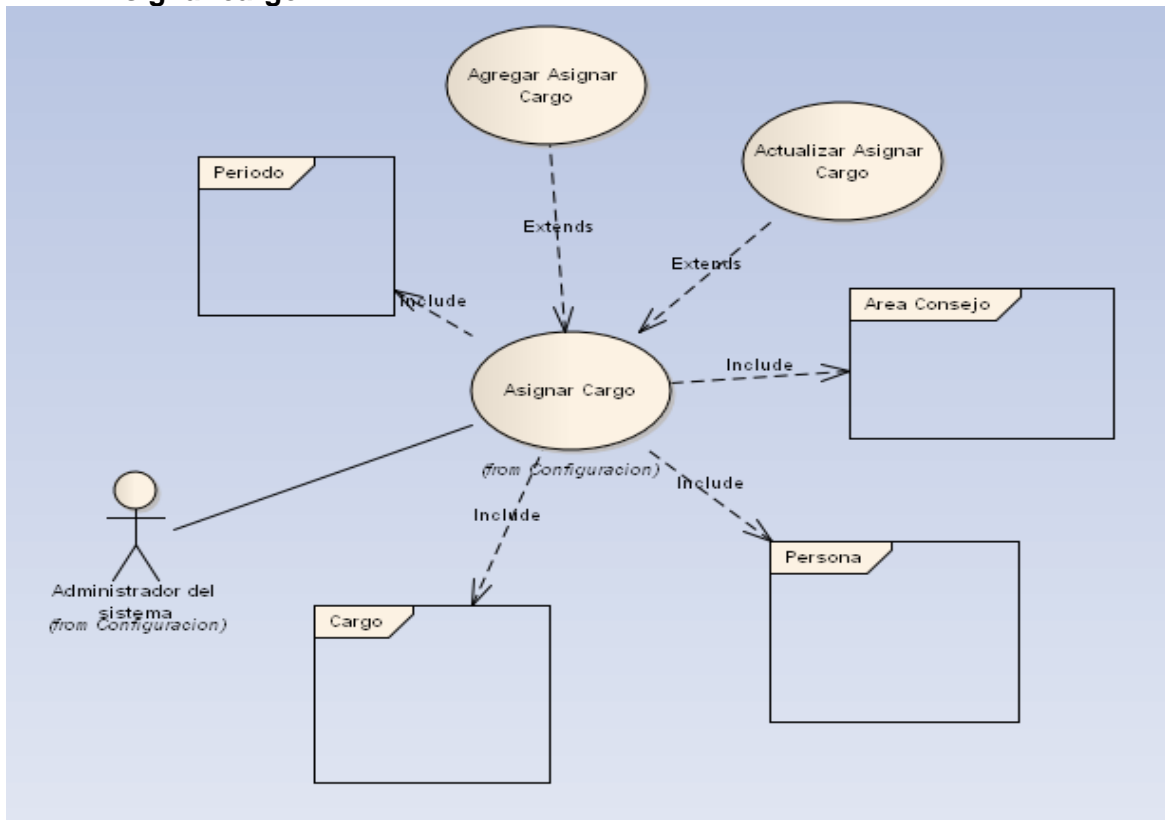 Agregar Asignar
Cargo
Actualizar Asignar
Cargo
Periodo
Extends
Extends
Include
Area Consejo
Include
Asignar Cargo
(from Configuracion)
Include
Include
Persona
Administrador del
sistema
(from Configuracion)
Cargo